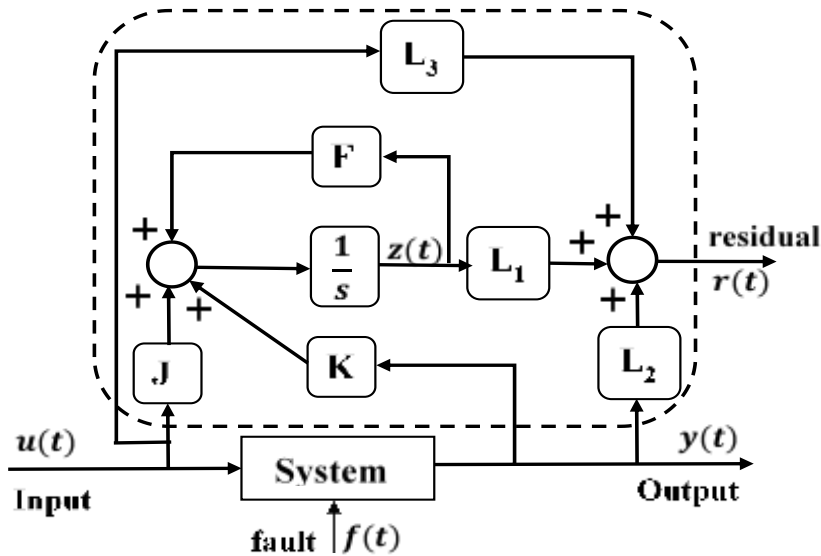 L₃
F
+
+
1
s
z(t)
L₁
+
residual
r(t)
+
+
+
J
K
L₂
u(t)
y(t)
System
Input
Output
fault
f(t)